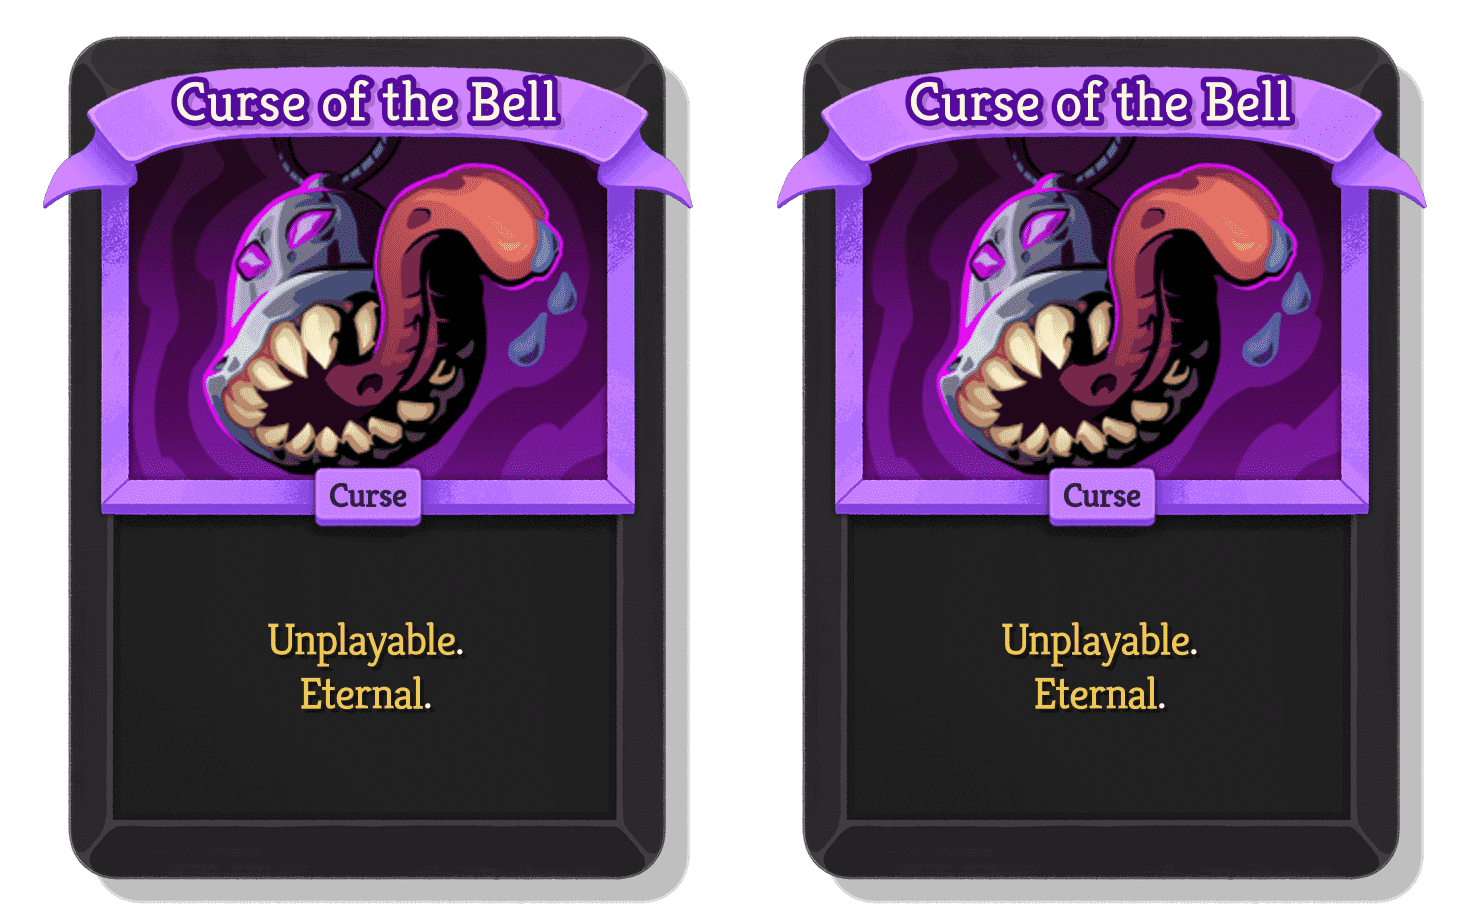 Curse of the Bell
Curse
Unplayable.
Eternal.
Curse of the Bell
Curse
Unplayable.
Eternal.